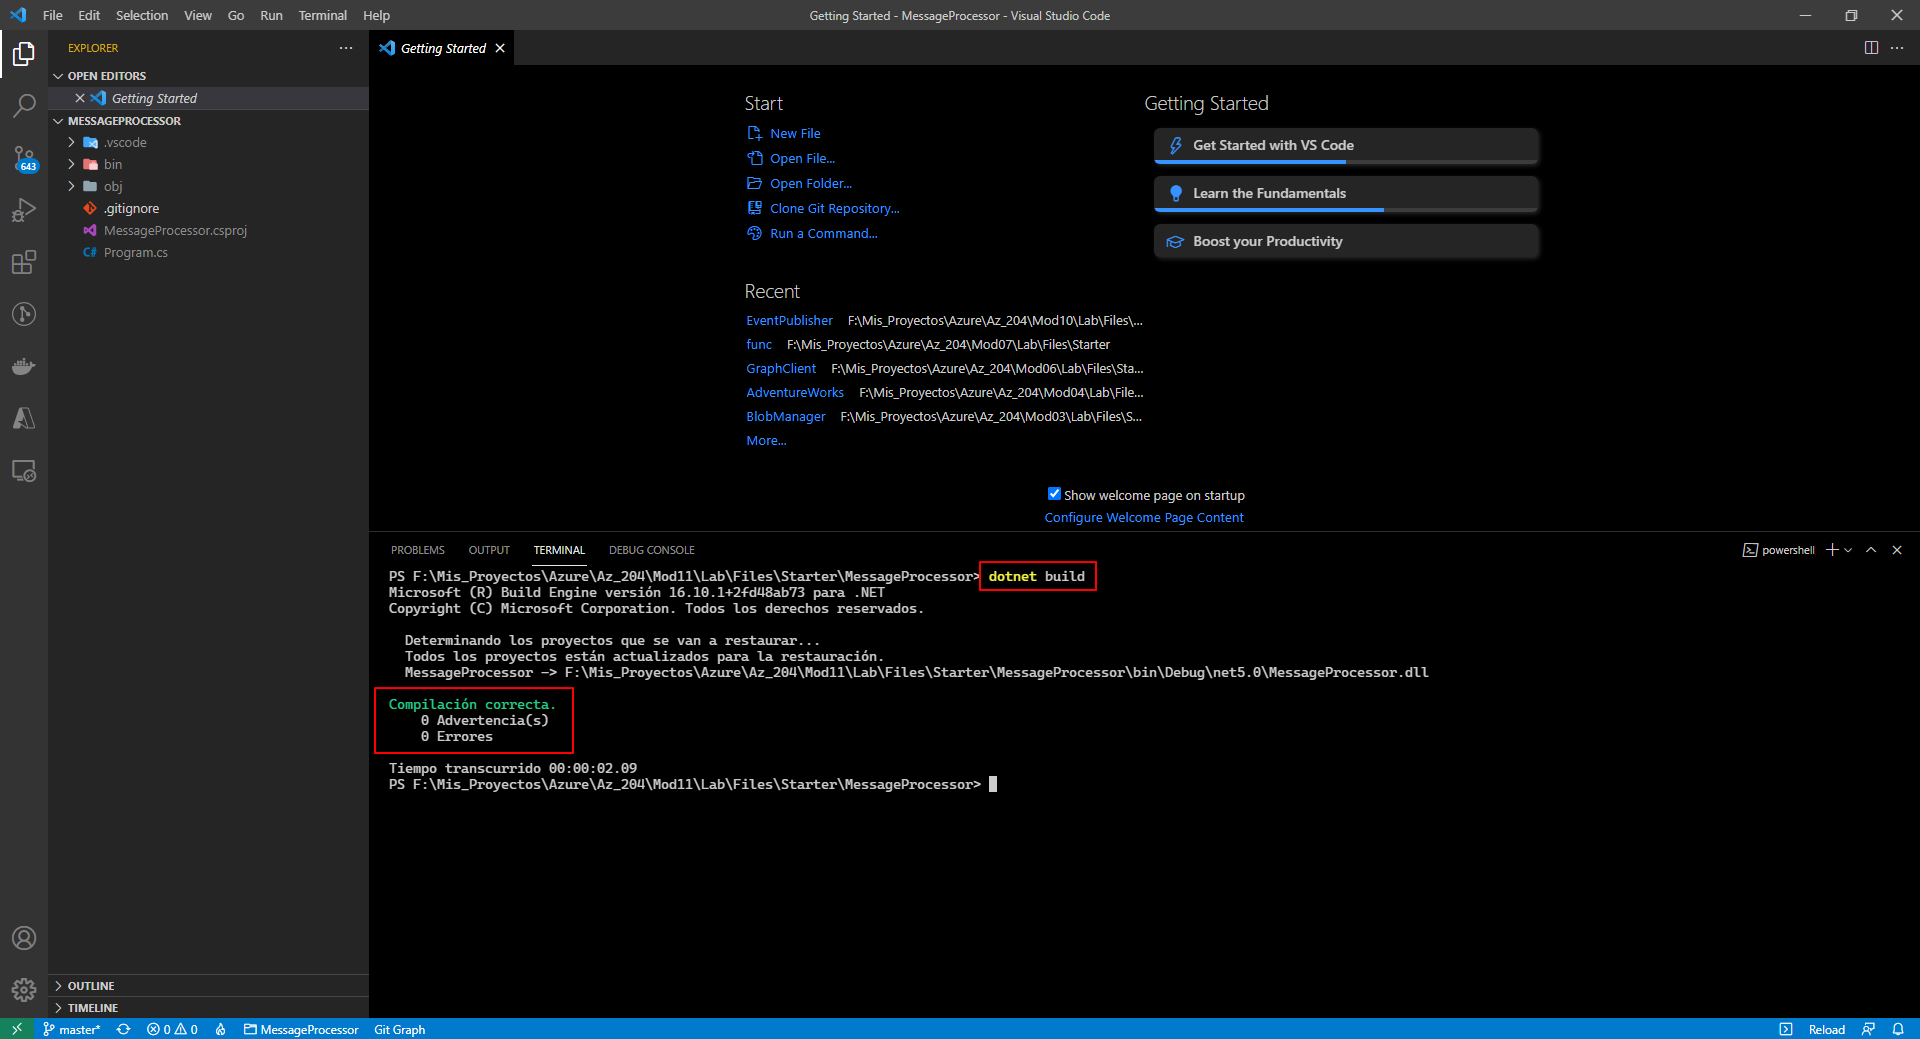 File Edit Selection View Go Run Terminal Help
Getting Started - MessageProcessor - Visual Studio Code
EXPLORER
OPEN EDITORS
Getting Started
MESSAGEPROCESSOR
.vscode
bin
obj
.gitignore
MessageProcessor.csproj
Program.cs
643
OUTLINE
TIMELINE
Getting Started
Start
New File
Open File...
Open Folder...
Clone Git Repository...
Run a Command...
Recent
EventPublisher F:\Mis_Proyectos\Azure\Az_204\Mod10\Lab\Files\...
func F:\Mis_Proyectos\Azure\Az_204\Mod07\Lab\Files\Starter
GraphClient F:\Mis_Proyectos\Azure\Az_204\Mod06\Lab\Files\Sta...
AdventureWorks F:\Mis_Proyectos\Azure\Az_204\Mod04\Lab\File...
BlobManager F:\Mis_Proyectos\Azure\Az_204\Mod03\Lab\Files\S...
More...
Getting Started
Get Started with VS Code
Learn the Fundamentals
Boost your Productivity
Show welcome page on startup
Configure Welcome Page Content
PROBLEMS OUTPUT TERMINAL DEBUG CONSOLE
powershell
PS F:\Mis_Proyectos\Azure\Az_204\Mod11\Lab\Files\Starter\MessageProcessor> dotnet build
Microsoft (R) Build Engine versión 16.10.1+2fd48ab73 para .NET
Copyright (C) Microsoft Corporation. Todos los derechos reservados.
Determinando los proyectos que se van a restaurar...
Todos los proyectos están actualizados para la restauración.
MessageProcessor -> F:\Mis_Proyectos\Azure\Az_204\Mod11\Lab\Files\Starter\MessageProcessor\bin\Debug\net5.0\MessageProcessor.dll
Compilación correcta.
0 Advertencia(s)
0 Errores
Tiempo transcurrido 00:00:02.09
PS F:\Mis_Proyectos\Azure\Az_204\Mod11\Lab\Files\Starter\MessageProcessor>
master* 0 0 MessageProcessor Git Graph
Reload